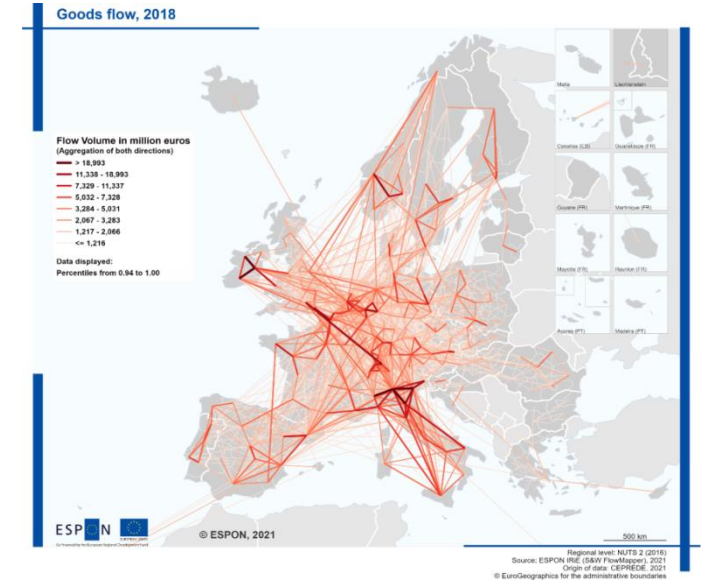 Goods flow, 2018
Flow Volume in million euros
(Aggregation of both directions)
> 18,993
11,338 - 18,993
7,329 - 11,337
5,032 - 7,328
3,284 - 5,031
2,067 - 3,283
1,217 - 2,066
<= 1,216
Data displayed:
Percentiles from 0.94 to 1.00
Malta
Liechtenstein
Canarias (ES)
Guadeloupe (FR)
Guyane (FR)
Martinique (FR)
Mayotte (FR)
Reunion (FR)
Azores (PT)
Madeira (PT)
ESPON
© ESPON, 2021
500 km
Regional level: NUTS 2 (2016)
Source: ESPON IRiE (S&W FlowMapper), 2021
Origin of data: CEPREDE, 2021
© EuroGeographics for the administrative boundaries